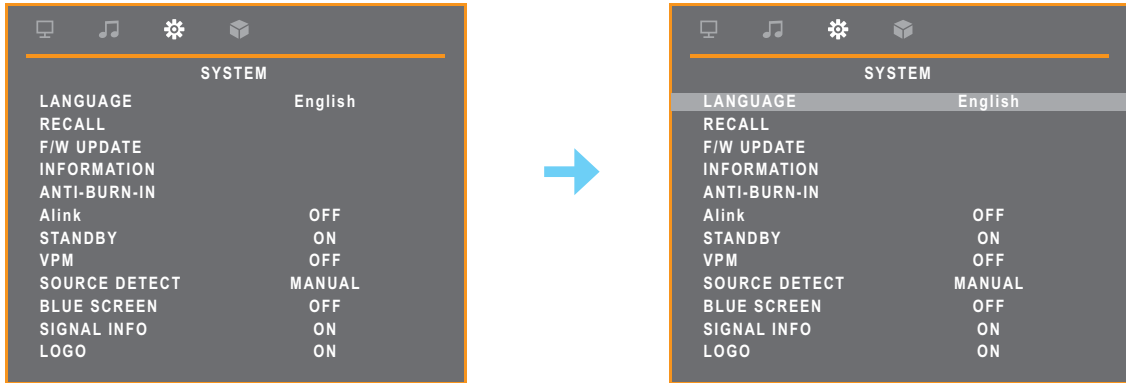 SYSTEM
LANGUAGE English
RECALL
F/W UPDATE
INFORMATION
ANTI-BURN-IN
Alink OFF
STANDBY ON
VPM OFF
SOURCE DETECT MANUAL
BLUE SCREEN OFF
SIGNAL INFO ON
LOGO ON
SYSTEM
LANGUAGE English
RECALL
F/W UPDATE
INFORMATION
ANTI-BURN-IN
Alink OFF
STANDBY ON
VPM OFF
SOURCE DETECT MANUAL
BLUE SCREEN OFF
SIGNAL INFO ON
LOGO ON